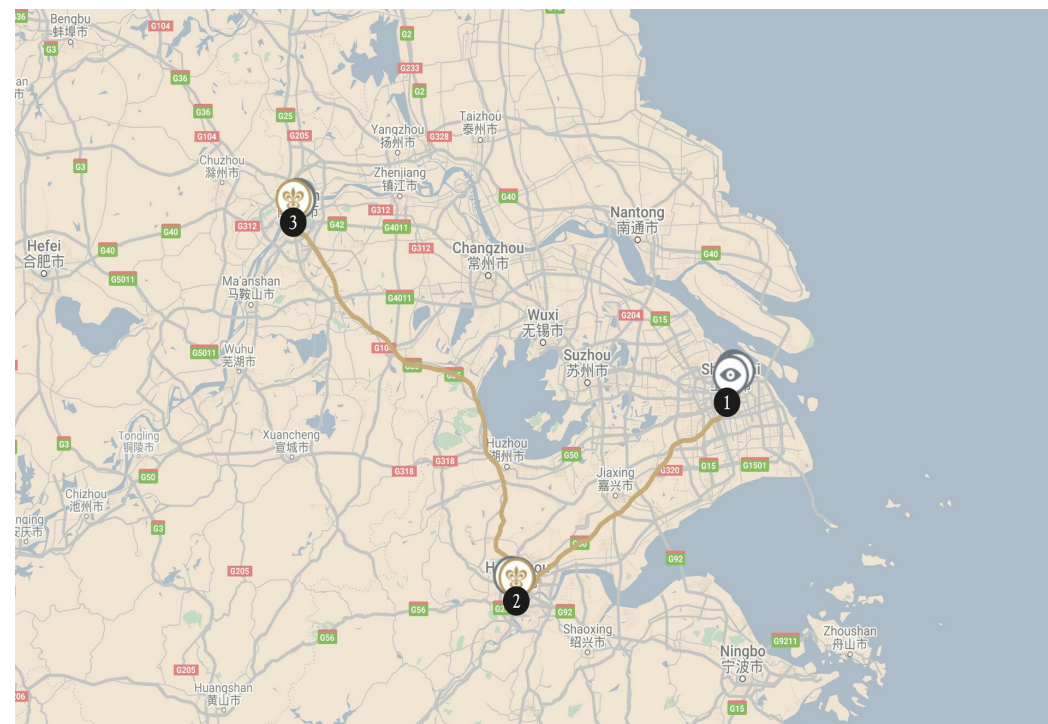 G36
Bengbu
蚌埠市
G3
G104
G2
G233
G2
G36
G36
G25
G104
G205
Taizhou
泰州市
Yangzhou
扬州市
G328
G3
Chuzhou
滁州市
Zhenjiang
镇江市
G40
G312
G312
G42
G4011
G312
3
Nantong
南通市
G40
G40
Hefei
合肥市
G40
G5011
Changzhou
常州市
Ma'anshan
马鞍山市
G4011
Wuxi
无锡市
G204
G15
G5011
Wuhu
芜湖市
G104
Suzhou
苏州市
1
Tongling
铜陵市
Xuancheng
宣城市
Huzhou
湖州市
G3
G50
G50
G318
G318
G320
G15
G1501
Jiaxing
嘉兴市
Chizhou
池州市
G3
G205
G92
2
G56
G92
G56
Shaoxing
绍兴市
G9211
Zhoushan
舟山市
Ningbo
宁波市
G205
Huangshan
黄山市
G15